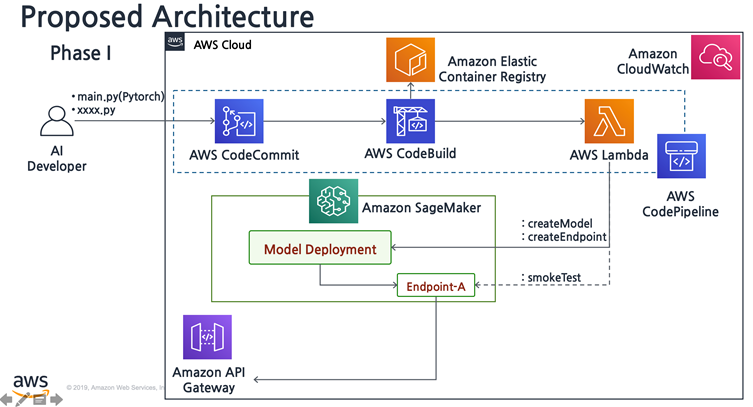 Proposed Architecture
Phase I
aws
AWS Cloud
Amazon Elastic
Container Registry
Amazon
CloudWatch
• main.py(Pytorch)
• xxxx.py
AI
Developer
AWS CodeCommit
AWS CodeBuild
AWS Lambda
AWS
CodePipeline
Amazon SageMaker
: createModel
: createEndpoint
Model Deployment
: smokeTest
Endpoint-A
Amazon API
Gateway
aws
© 2019, Amazon Web Services, In